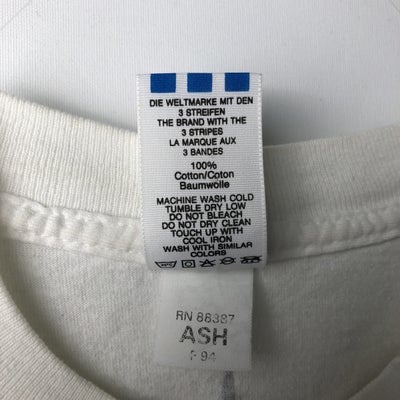 DIE WELTMARKE MIT DEN
3 STREIFEN
THE BRAND WITH THE
3 STRIPES
LA MARQUE AUX
3 BANDES
100%
Cotton/Coton
Baumwolle
MACHINE WASH COLD
TUMBLE DRY LOW
DO NOT BLEACH
DO NOT DRY CLEAN
TOUCH UP WITH
COOL IRON
WASH WITH SIMILAR
COLORS
RN 88387
ASH
94